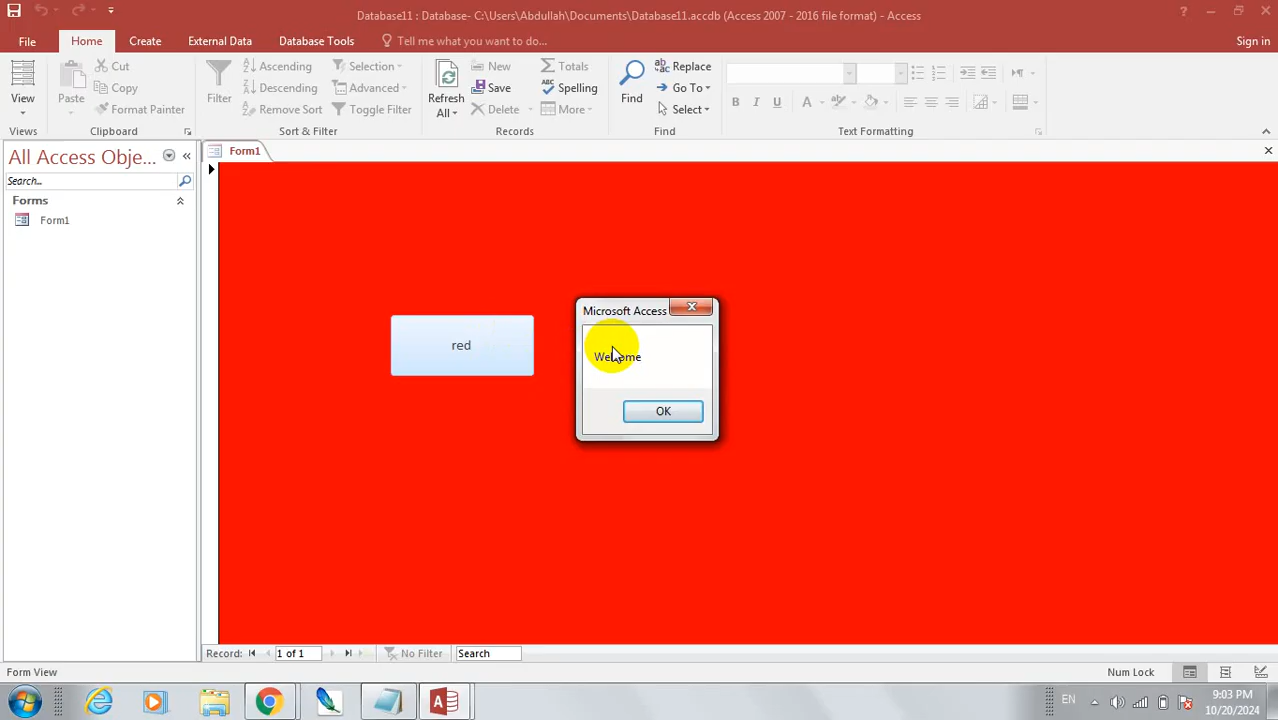 Database11 : Database- C:\Users\Abdullah\Documents\Database11.accdb (Access 2007 - 2016 file format) - Access
File Home Create External Data Database Tools Tell me what you want to do... Sign in
View
Views
Paste
Cut
Copy
Format Painter
Clipboard
Filter
Ascending
Descending
Remove Sort
Selection
Advanced
Toggle Filter
Sort & Filter
Refresh
All
New
Save
Delete
Totals
Spelling
More
Records
Find
Replace
Go To
Select
Find
B I U A
Text Formatting
All Access Obje...
Search...
Forms
Form1
Form1
red
Microsoft Access
Welcome
OK
Record: 1 of 1 No Filter Search
Form View Num Lock
EN
9:03 PM
10/20/2024